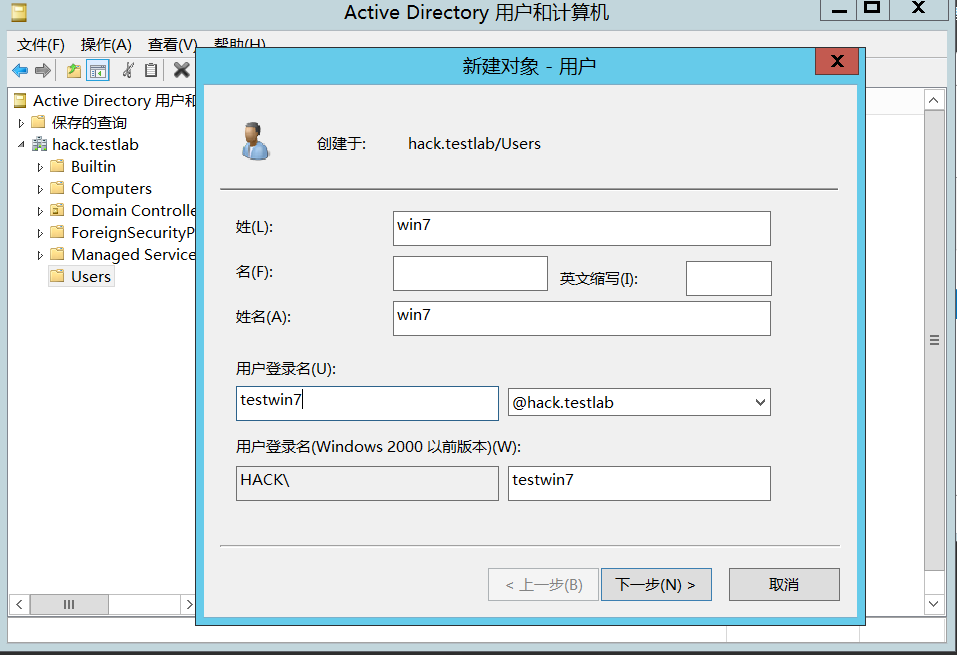 Active Directory 用户和计算机
文件(F) 操作(A) 查看(V) 帮助(H)
新建对象 - 用户
Active Directory 用户和
保存的查询
hack.testlab
Builtin
Computers
Domain Controlle
ForeignSecurityP
Managed Service
Users
创建于: hack.testlab/Users
姓(L): win7
名(F): 英文缩写(I):
姓名(A): win7
用户登录名(U):
testwin7 @hack.testlab
用户登录名(Windows 2000 以前版本)(W):
HACK\ testwin7
< 上一步(B) 下一步(N) > 取消